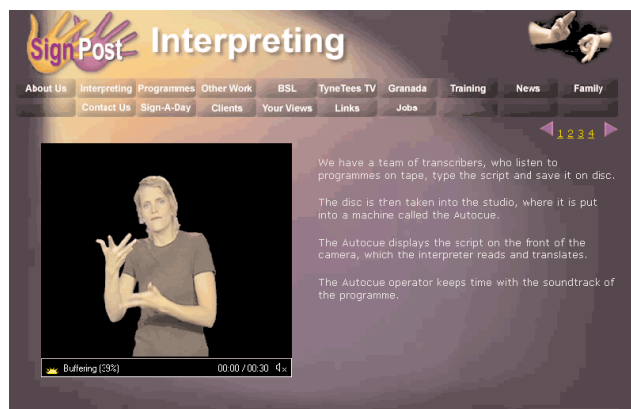 Sign Post Interpreting
About Us Interpreting Programmes Other Work BSL TyneTees TV Granada Training News Family
Contact Us Sign-A-Day Clients Your Views Links Jobs
1 2 3 4
We have a team of transcribers, who listen to
programmes on tape, type the script and save it on disc.
The disc is then taken into the studio, where it is put
into a machine called the Autocue.
The Autocue displays the script on the front of the
camera, which the interpreter reads and translates.
The Autocue operator keeps time with the soundtrack of
the programme.
Buffering (39%) 00:00 / 00:30